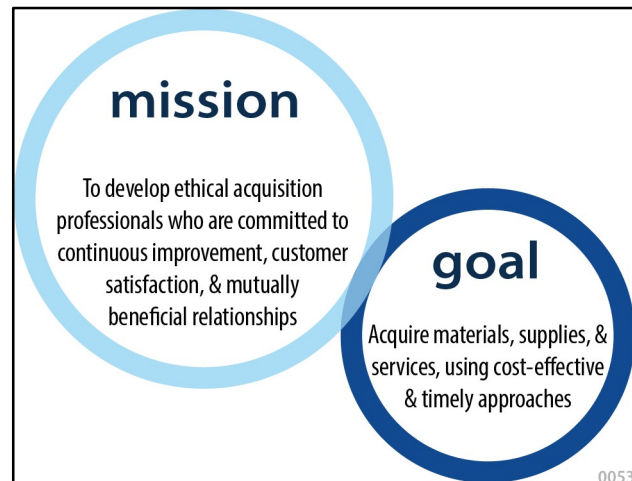 mission
To develop ethical acquisition
professionals who are committed to
continuous improvement, customer
satisfaction, & mutually
beneficial relationships
goal
Acquire materials, supplies, &
services, using cost-effective
& timely approaches
0053